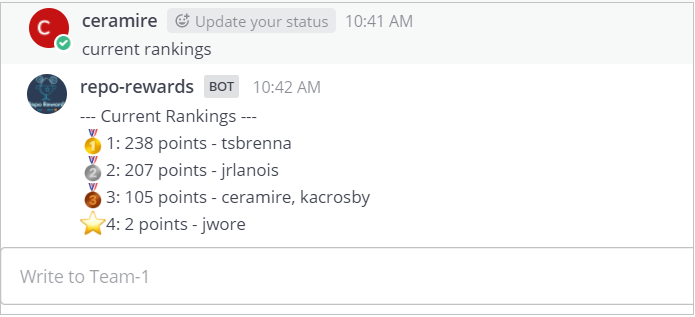 C ceramire Update your status 10:41 AM
current rankings
repo-rewards BOT 10:42 AM
--- Current Rankings ---
1: 238 points - tsbrenna
2: 207 points - jrlanois
3: 105 points - ceramire, kacrosby
4: 2 points - jwore
Write to Team-1